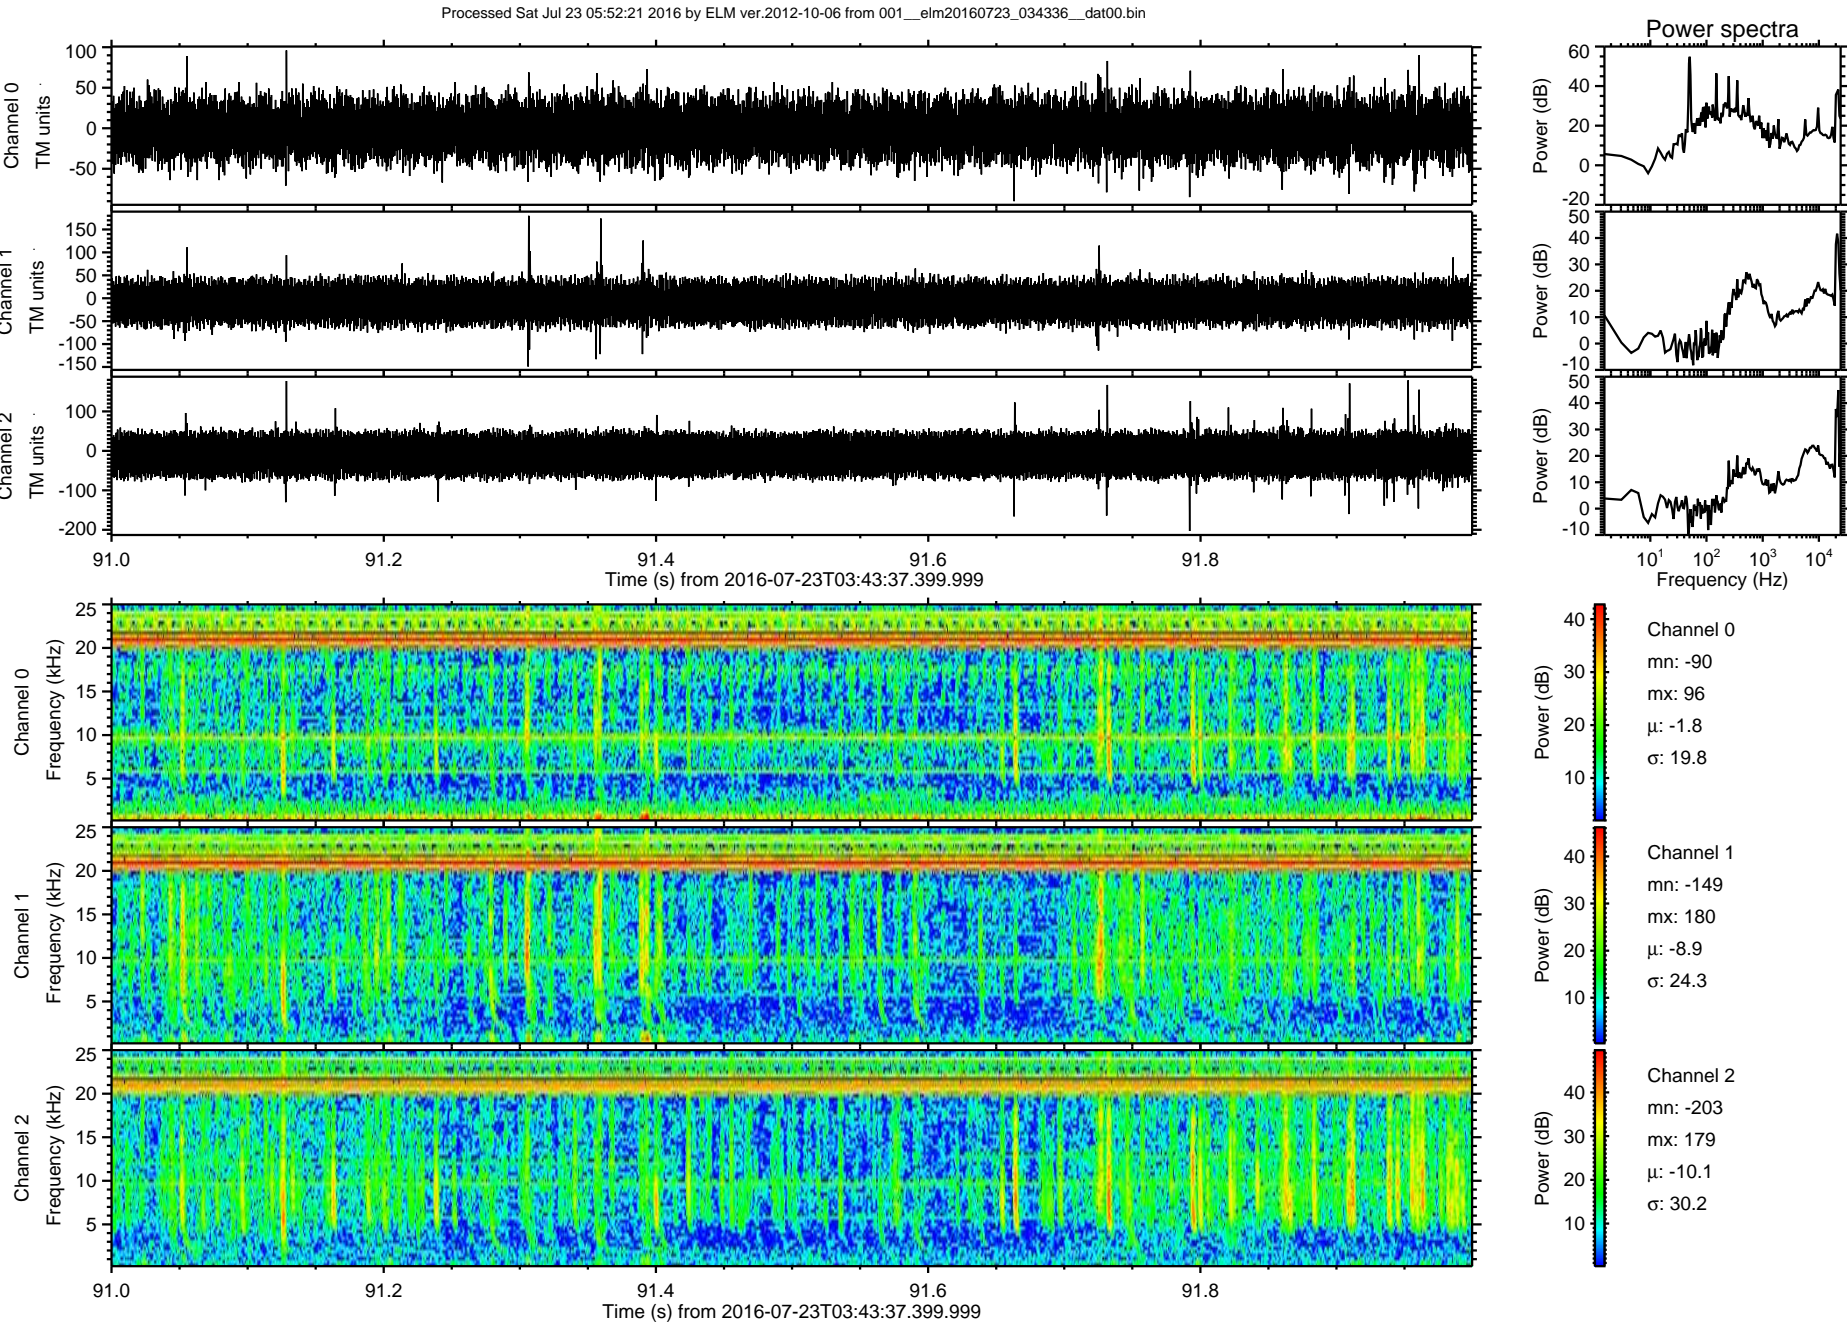 Processed Sat Jul 23 05:52:21 2016 by ELM ver.2012-10-06 from 001__elm20160723_034336__dat00.bin
Power spectra
Channel 0
TM units
100
50
0
-50
Power (dB)
60
40
20
0
-20
Channel 1
TM units
150
100
50
0
-50
-100
-150
Power (dB)
50
40
30
20
10
0
-10
Channel 2
TM units
100
0
-100
-200
Power (dB)
50
40
30
20
10
0
-10
91.0 91.2 91.4 91.6 91.8
Time (s) from 2016-07-23T03:43:37.399.999
10^1 10^2 10^3 10^4
Frequency (Hz)
Channel 0
Frequency (kHz)
25
20
15
10
5
Power (dB)
40
30
20
10
Channel 0
mn: -90
mx: 96
μ: -1.8
σ: 19.8
Channel 1
Frequency (kHz)
25
20
15
10
5
Power (dB)
40
30
20
10
Channel 1
mn: -149
mx: 180
μ: -8.9
σ: 24.3
Channel 2
Frequency (kHz)
25
20
15
10
5
Power (dB)
40
30
20
10
Channel 2
mn: -203
mx: 179
μ: -10.1
σ: 30.2
91.0 91.2 91.4 91.6 91.8
Time (s) from 2016-07-23T03:43:37.399.999